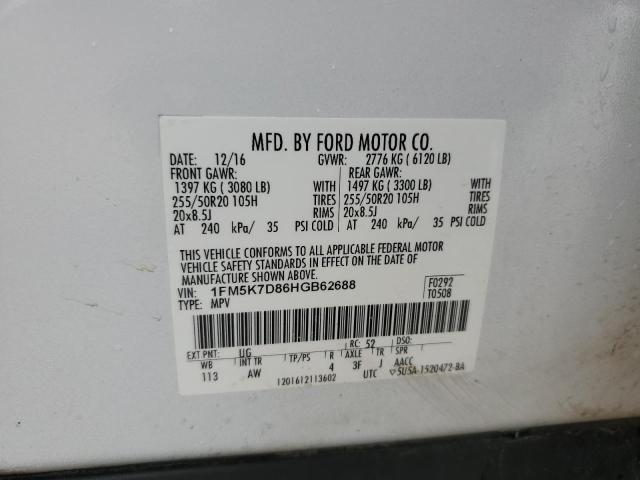 MFD. BY FORD MOTOR CO.
DATE: 12/16 GVWR: 2776 KG ( 6120 LB)
FRONT GAWR: REAR GAWR:
1397 KG ( 3080 LB) WITH 1497 KG ( 3300 LB) WITH
255/50R20 105H TIRES 255/50R20 105H TIRES
20x8.5J RIMS 20x8.5J RIMS
AT 240 kPa/ 35 PSI COLD AT 240 kPa/ 35 PSI COLD
THIS VEHICLE CONFORMS TO ALL APPLICABLE FEDERAL MOTOR
VEHICLE SAFETY STANDARDS IN EFFECT ON THE DATE OF
MANUFACTURE SHOWN ABOVE.
VIN: 1FM5K7D86HGB62688 F0292
TYPE: MPV T0508
EXT PNT: UG RC: 52 DSO:
WB INT TR TP/PS R AXLE TR SPR
113 AW 4 3F J AACC
1201612113602 UTC 5U5A-1520472-BA